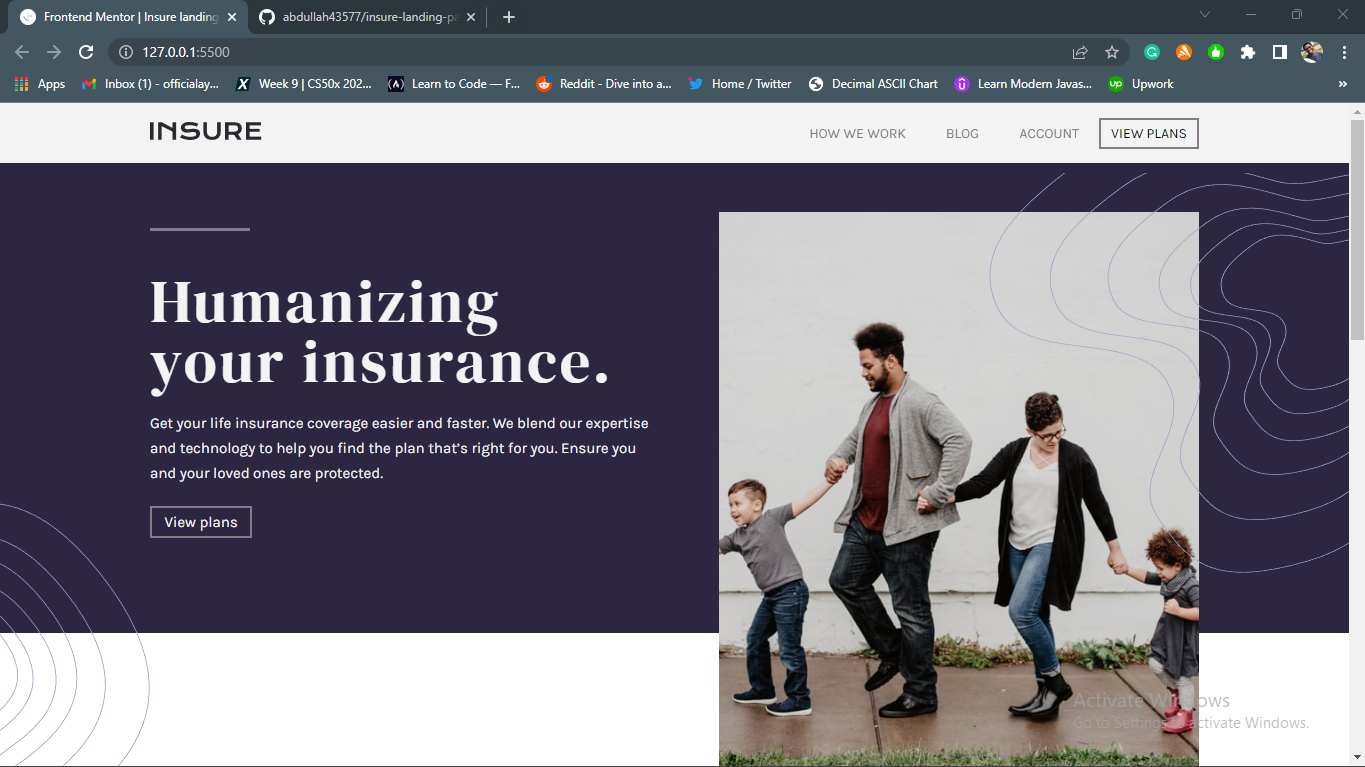 Frontend Mentor | Insure landing
abdullah43577/insure-landing-pa
127.0.0.1:5500
Apps
Inbox (1) - officialay...
Week 9 | CS50x 202...
Learn to Code — F...
Reddit - Dive into a...
Home / Twitter
Decimal ASCII Chart
Learn Modern Javas...
up
Upwork
INSURE
HOW WE WORK
BLOG
ACCOUNT
VIEW PLANS
Humanizing
your insurance.
Get your life insurance coverage easier and faster. We blend our expertise
and technology to help you find the plan that’s right for you. Ensure you
and your loved ones are protected.
View plans
Activate Windows
Go to Settings to activate Windows.